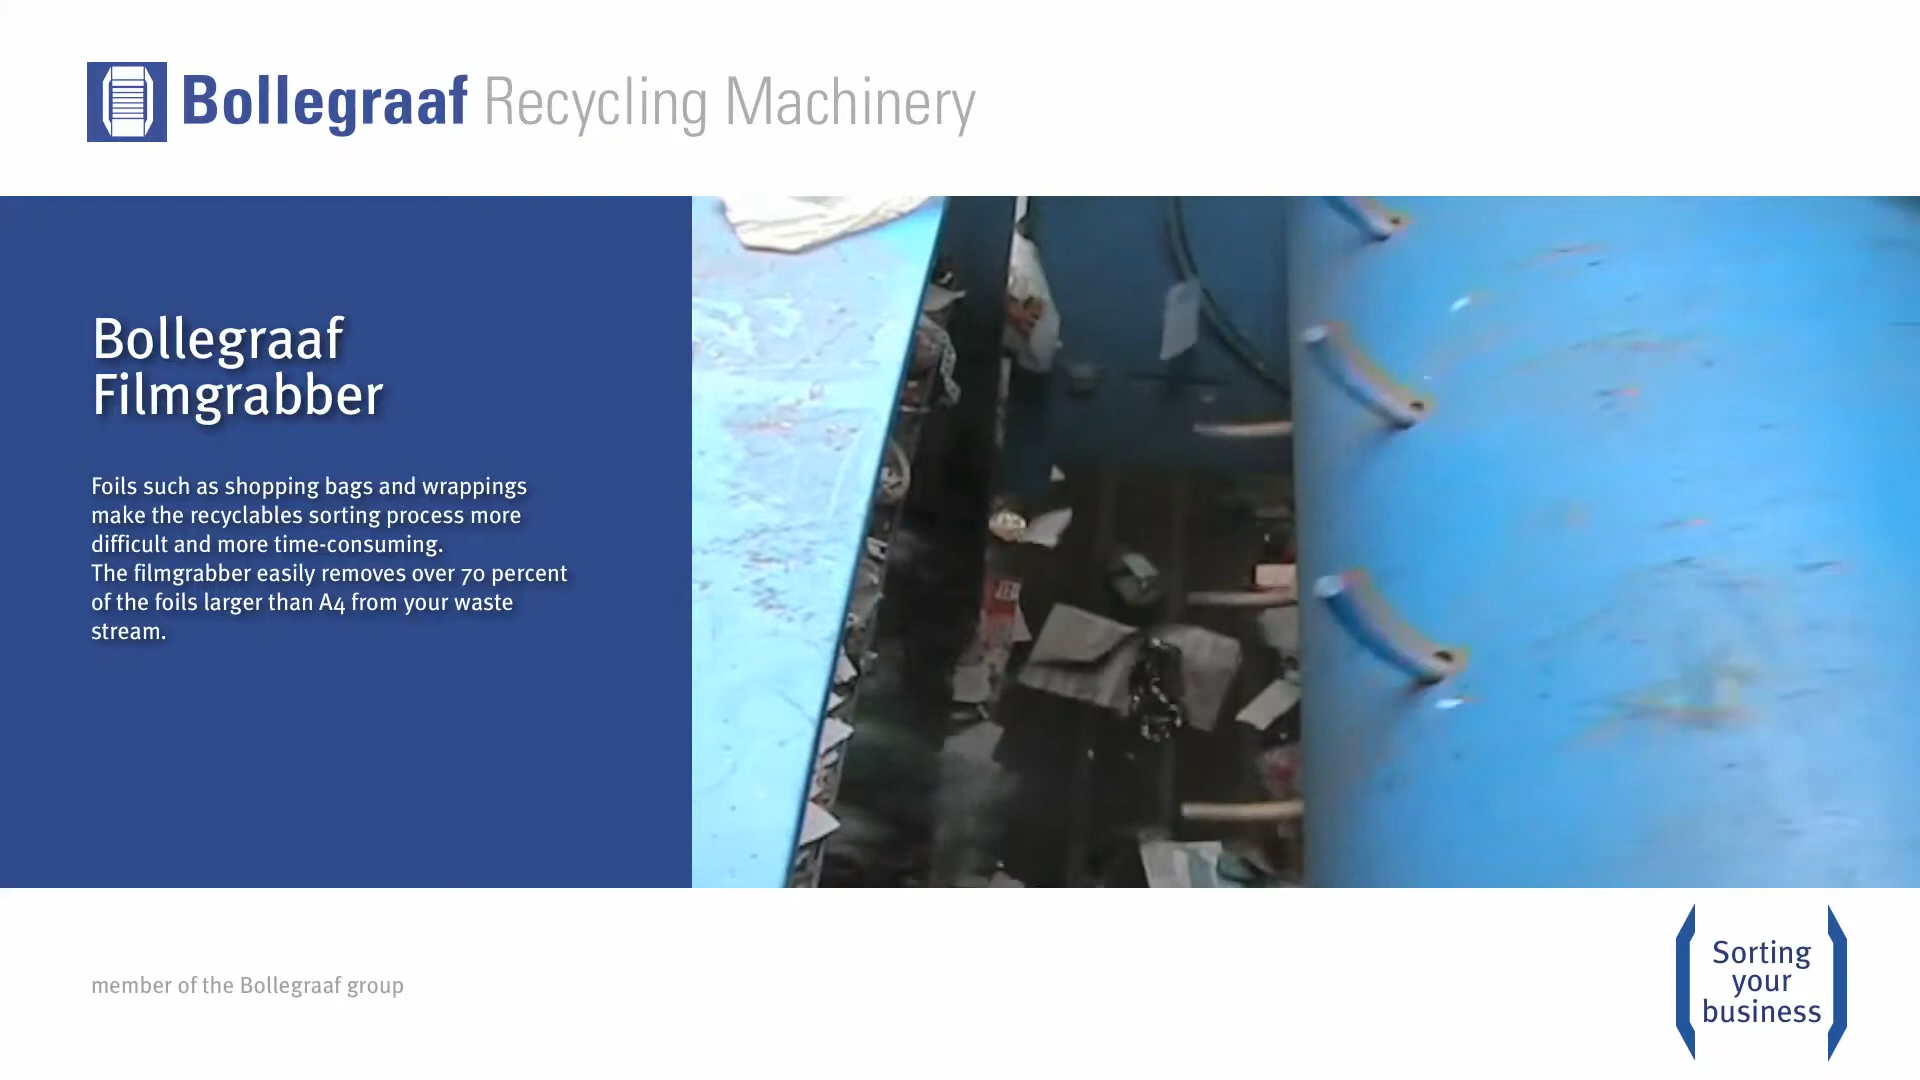 Bollegraaf Recycling Machinery
Bollegraaf
Filmgrabber
Foils such as shopping bags and wrappings
make the recyclables sorting process more
difficult and more time-consuming.
The filmgrabber easily removes over 70 percent
of the foils larger than A4 from your waste
stream.
member of the Bollegraaf group
Sorting
your
business